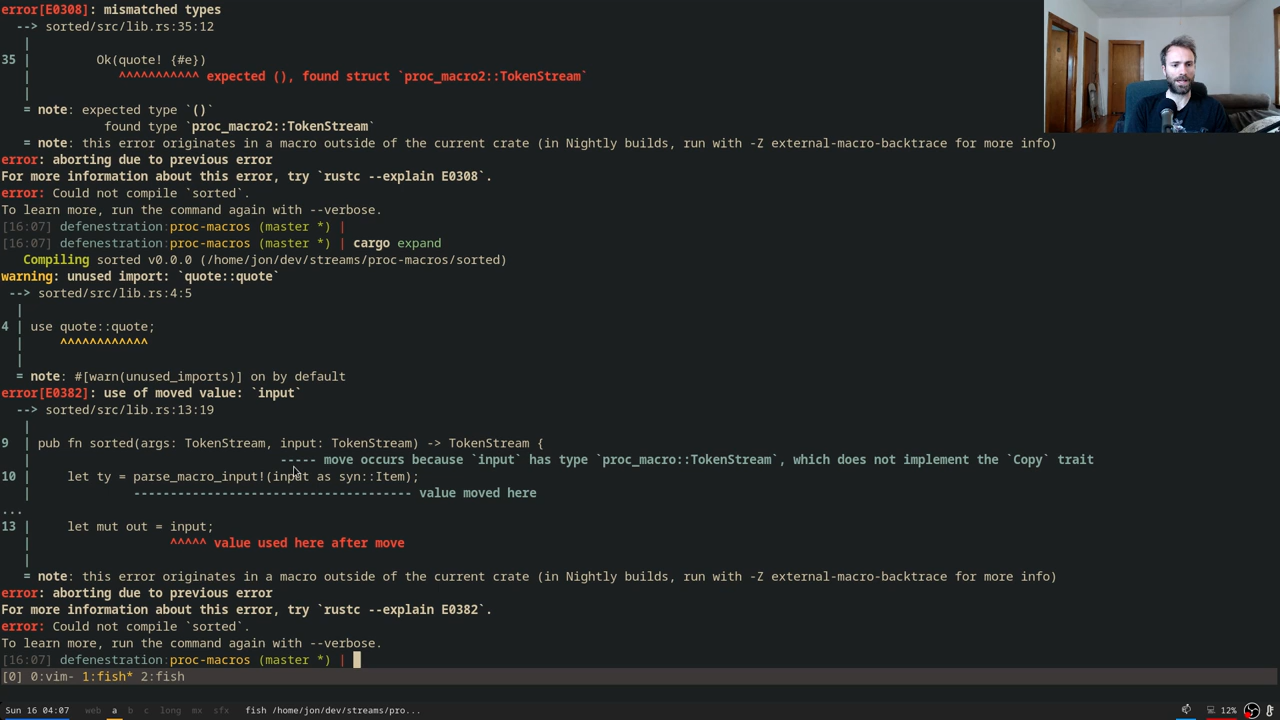 error[E0308]: mismatched types
--> sorted/src/lib.rs:35:12
|
35 |         Ok(quote! {#e})
|            ^^^^^^^^^^^ expected (), found struct `proc_macro2::TokenStream`
|
= note: expected type `()`
found type `proc_macro2::TokenStream`
= note: this error originates in a macro outside of the current crate (in Nightly builds, run with -Z external-macro-backtrace for more info)
error: aborting due to previous error
For more information about this error, try `rustc --explain E0308`.
error: Could not compile `sorted`.
To learn more, run the command again with --verbose.
[16:07] defenestration:proc-macros (master *) |
[16:07] defenestration:proc-macros (master *) | cargo expand
Compiling sorted v0.0.0 (/home/jon/dev/streams/proc-macros/sorted)
warning: unused import: `quote::quote`
--> sorted/src/lib.rs:4:5
|
4 | use quote::quote;
|     ^^^^^^^^^^^^
|
= note: #[warn(unused_imports)] on by default
error[E0382]: use of moved value: `input`
--> sorted/src/lib.rs:13:19
|
9  | pub fn sorted(args: TokenStream, input: TokenStream) -> TokenStream {
|                                  ----- move occurs because `input` has type `proc_macro::TokenStream`, which does not implement the `Copy` trait
10 |     let ty = parse_macro_input!(input as syn::Item);
|              -------------------------------------- value moved here
...
13 |     let mut out = input;
|                   ^^^^^ value used here after move
|
= note: this error originates in a macro outside of the current crate (in Nightly builds, run with -Z external-macro-backtrace for more info)
error: aborting due to previous error
For more information about this error, try `rustc --explain E0382`.
error: Could not compile `sorted`.
To learn more, run the command again with --verbose.
[16:07] defenestration:proc-macros (master *) |
[0] 0:vim- 1:fish* 2:fish
Sun 16 04:07 web a b c long mx sfx fish /home/jon/dev/streams/pro... 12%